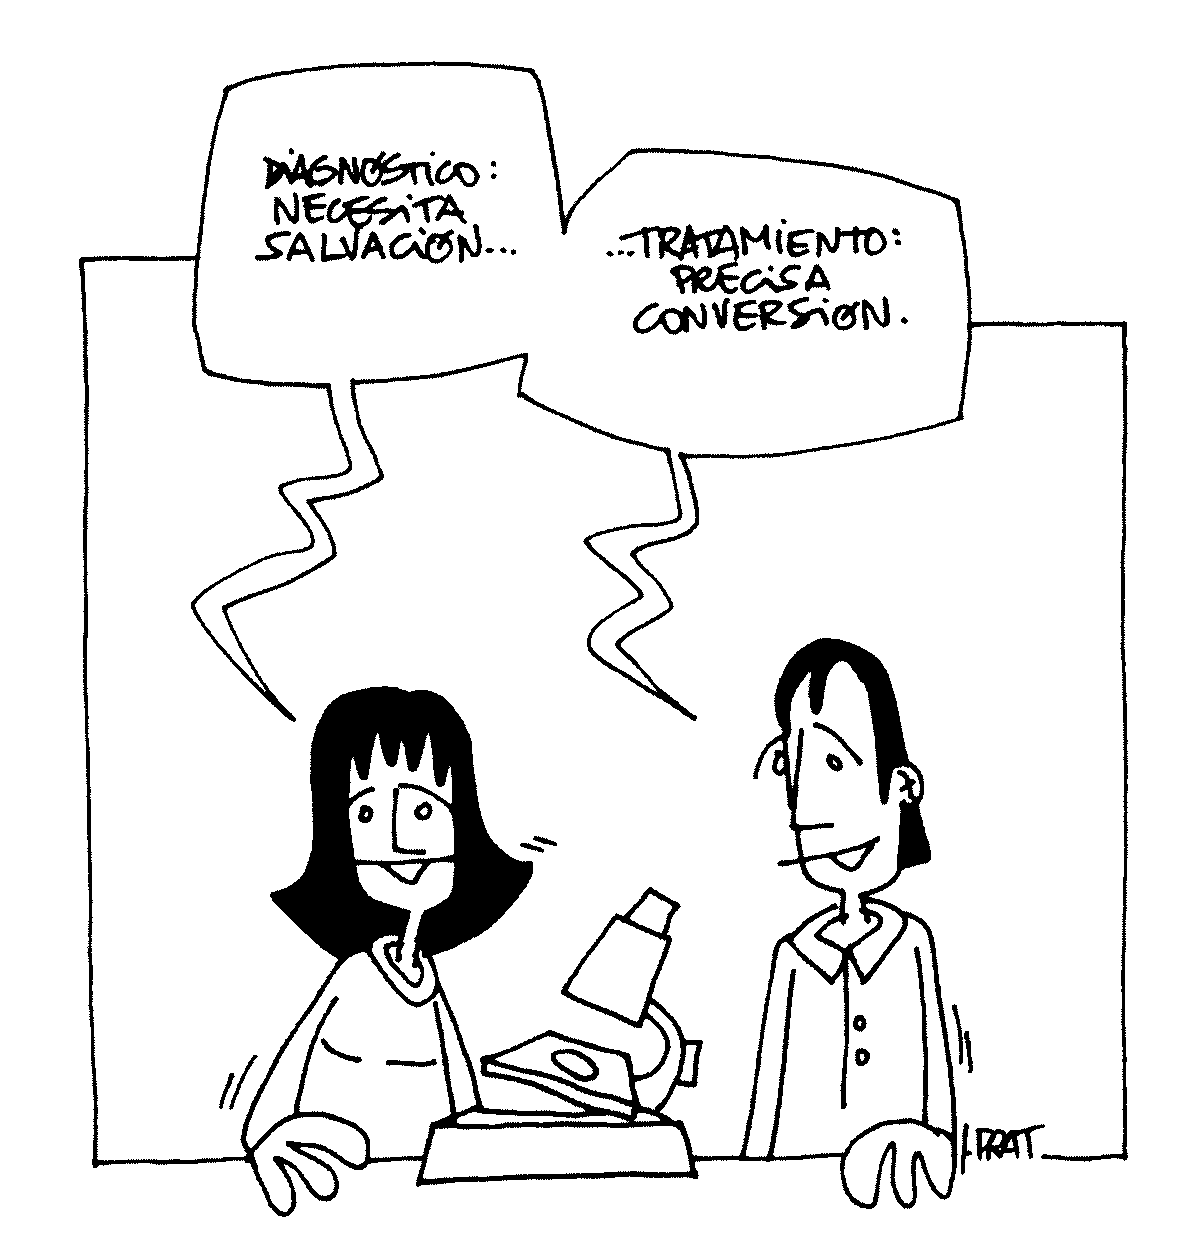 DIAGNÓSTICO:
NECESITA
SALVACIÓN...
...TRATAMIENTO:
PRECISA
CONVERSIÓN.
PRAT